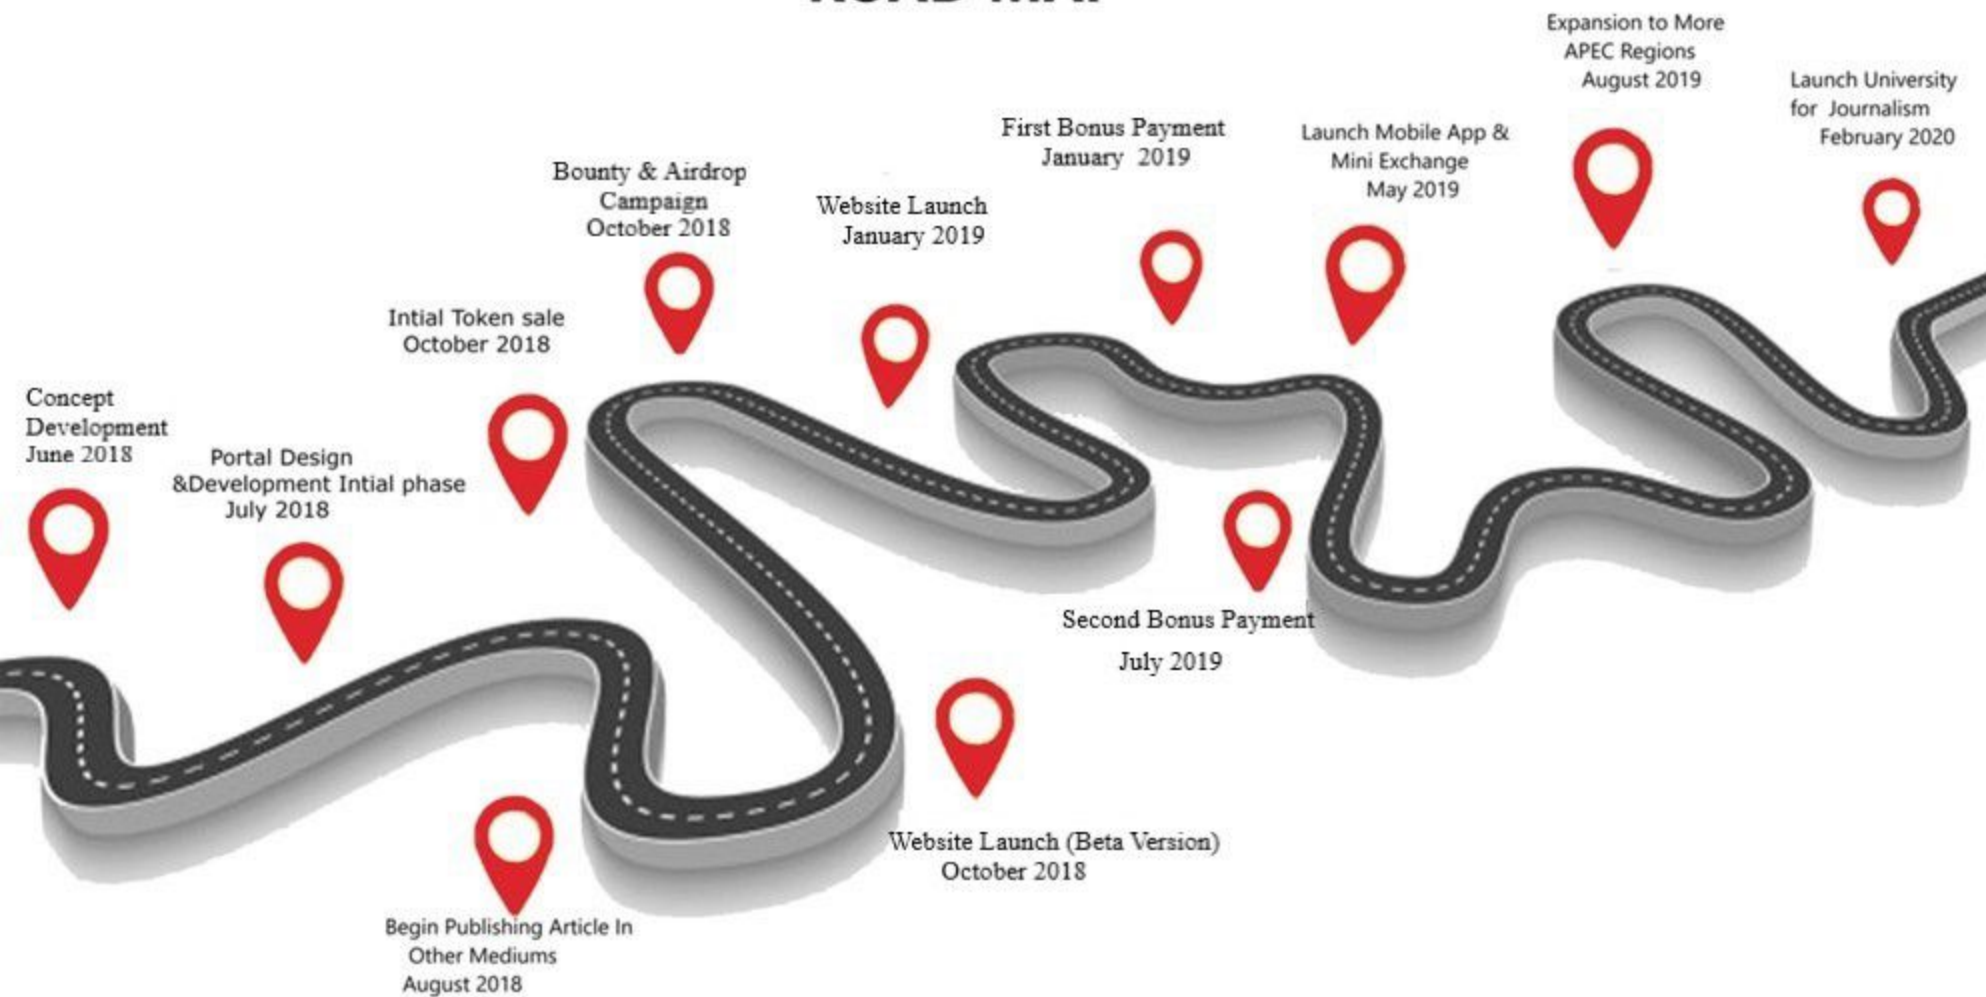 ROAD MAP
Concept
Development
June 2018
Portal Design
&Development Intial phase
July 2018
Begin Publishing Article In
Other Mediums
August 2018
Intial Token sale
October 2018
Bounty & Airdrop
Campaign
October 2018
Website Launch (Beta Version)
October 2018
Website Launch
January 2019
First Bonus Payment
January 2019
Launch Mobile App &
Mini Exchange
May 2019
Second Bonus Payment
July 2019
Expansion to More
APEC Regions
August 2019
Launch University
for Journalism
February 2020